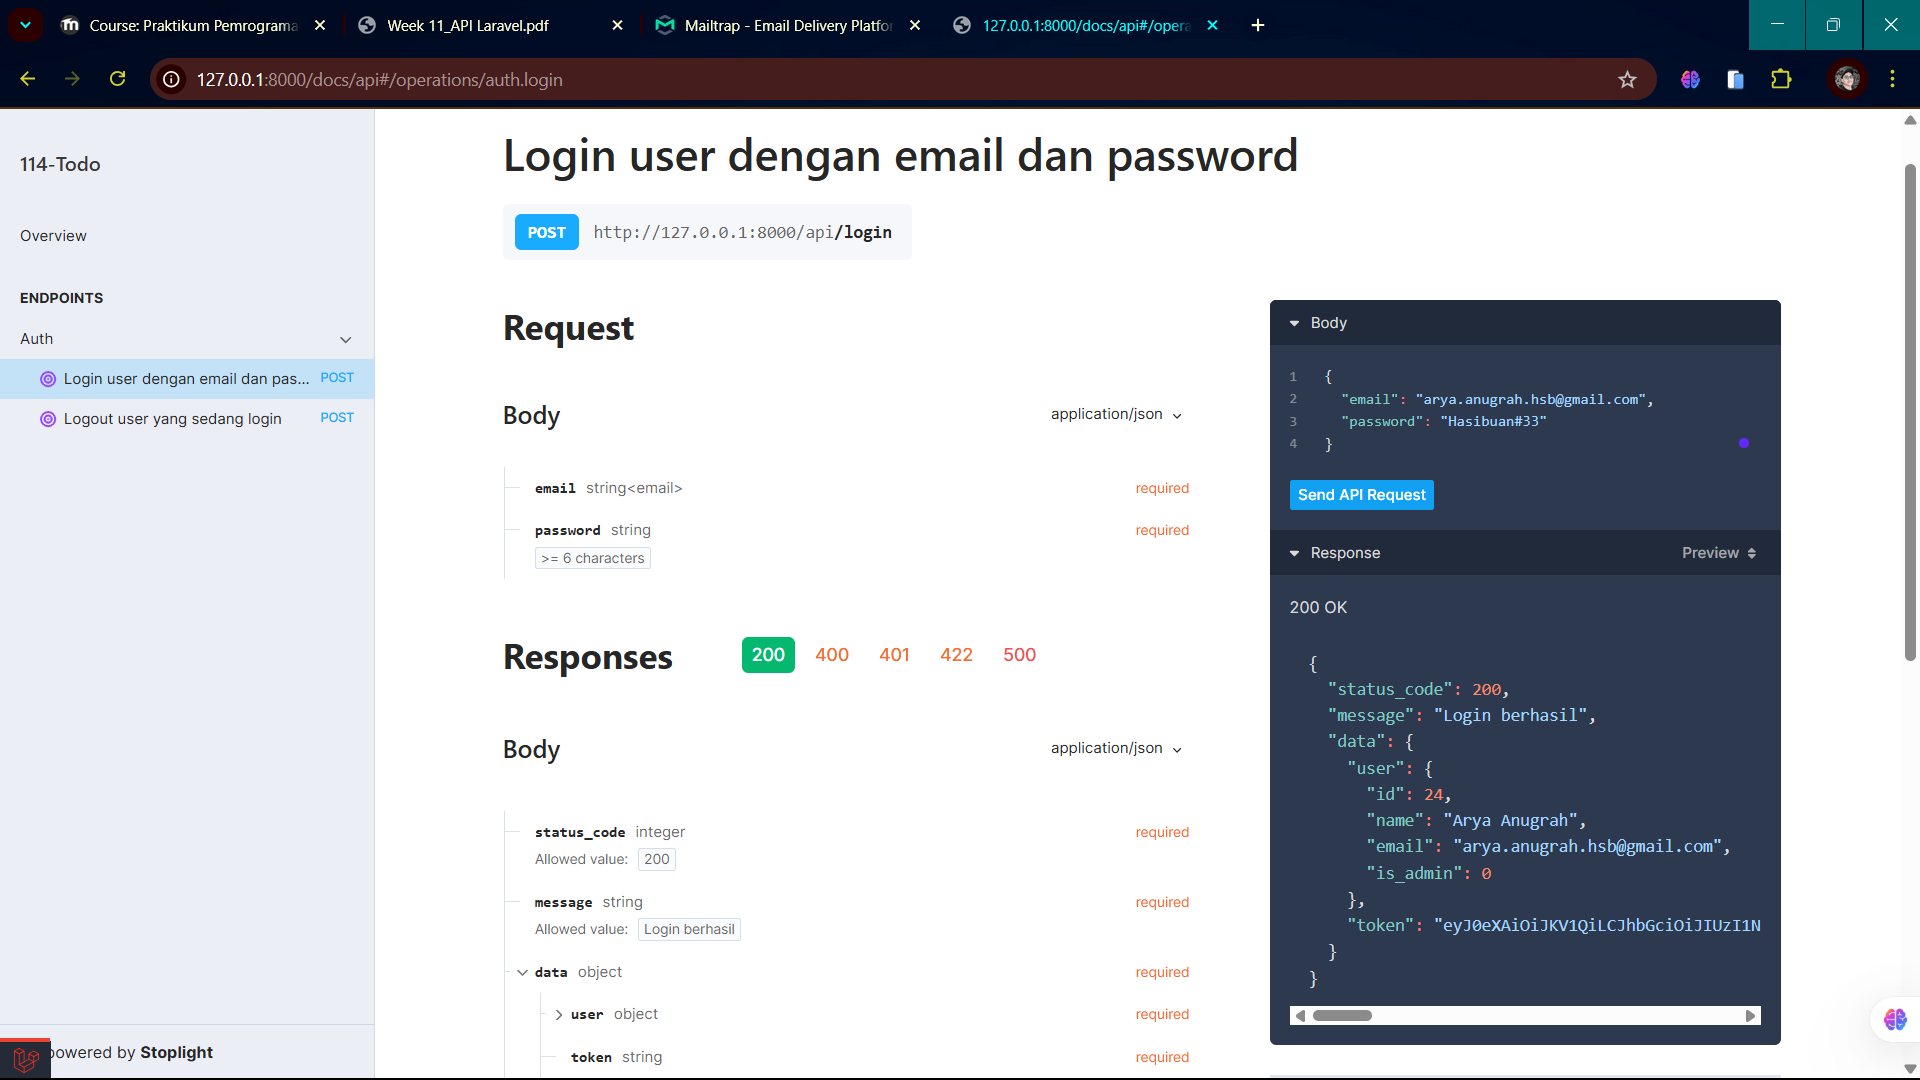 Course: Praktikum Pemrograma
Week 11_API Laravel.pdf
Mailtrap - Email Delivery Platfor
127.0.0.1:8000/docs/api#/opera
127.0.0.1:8000/docs/api#/operations/auth.login
114-Todo
Overview
ENDPOINTS
Auth
Login user dengan email dan pas... POST
Logout user yang sedang login POST
powered by Stoplight
Login user dengan email dan password
POST http://127.0.0.1:8000/api/login
Request
Body application/json
email string<email> required
password string required
>= 6 characters
Responses 200 400 401 422 500
Body application/json
status_code integer required
Allowed value: 200
message string required
Allowed value: Login berhasil
data object required
user object required
token string required
Body
1 {
2 "email": "arya.anugrah.hsb@gmail.com",
3 "password": "Hasibuan#33"
4 }
Send API Request
Response Preview
200 OK
{
"status_code": 200,
"message": "Login berhasil",
"data": {
"user": {
"id": 24,
"name": "Arya Anugrah",
"email": "arya.anugrah.hsb@gmail.com",
"is_admin": 0
},
"token": "eyJ0eXAiOiJKV1QiLCJhbGciOiJIUzI1N
}
}